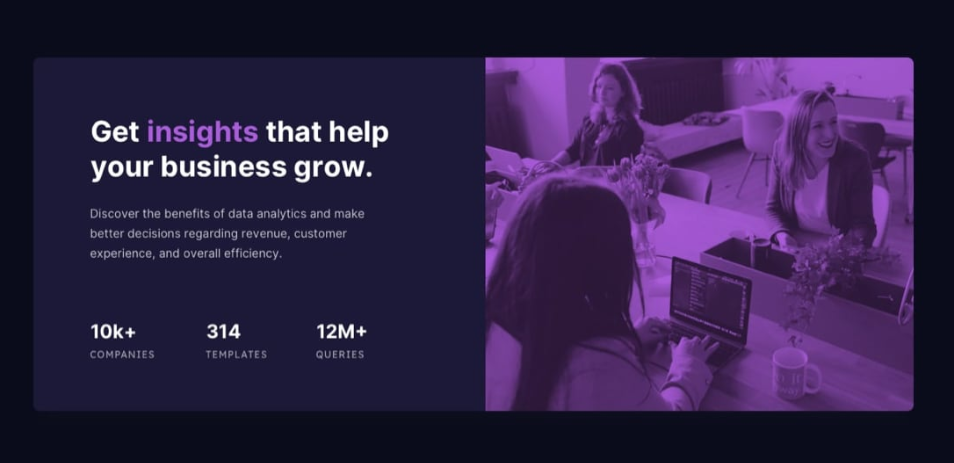 Get insights that help
your business grow.
Discover the benefits of data analytics and make
better decisions regarding revenue, customer
experience, and overall efficiency.
10k+ 314 12M+
COMPANIES TEMPLATES QUERIES